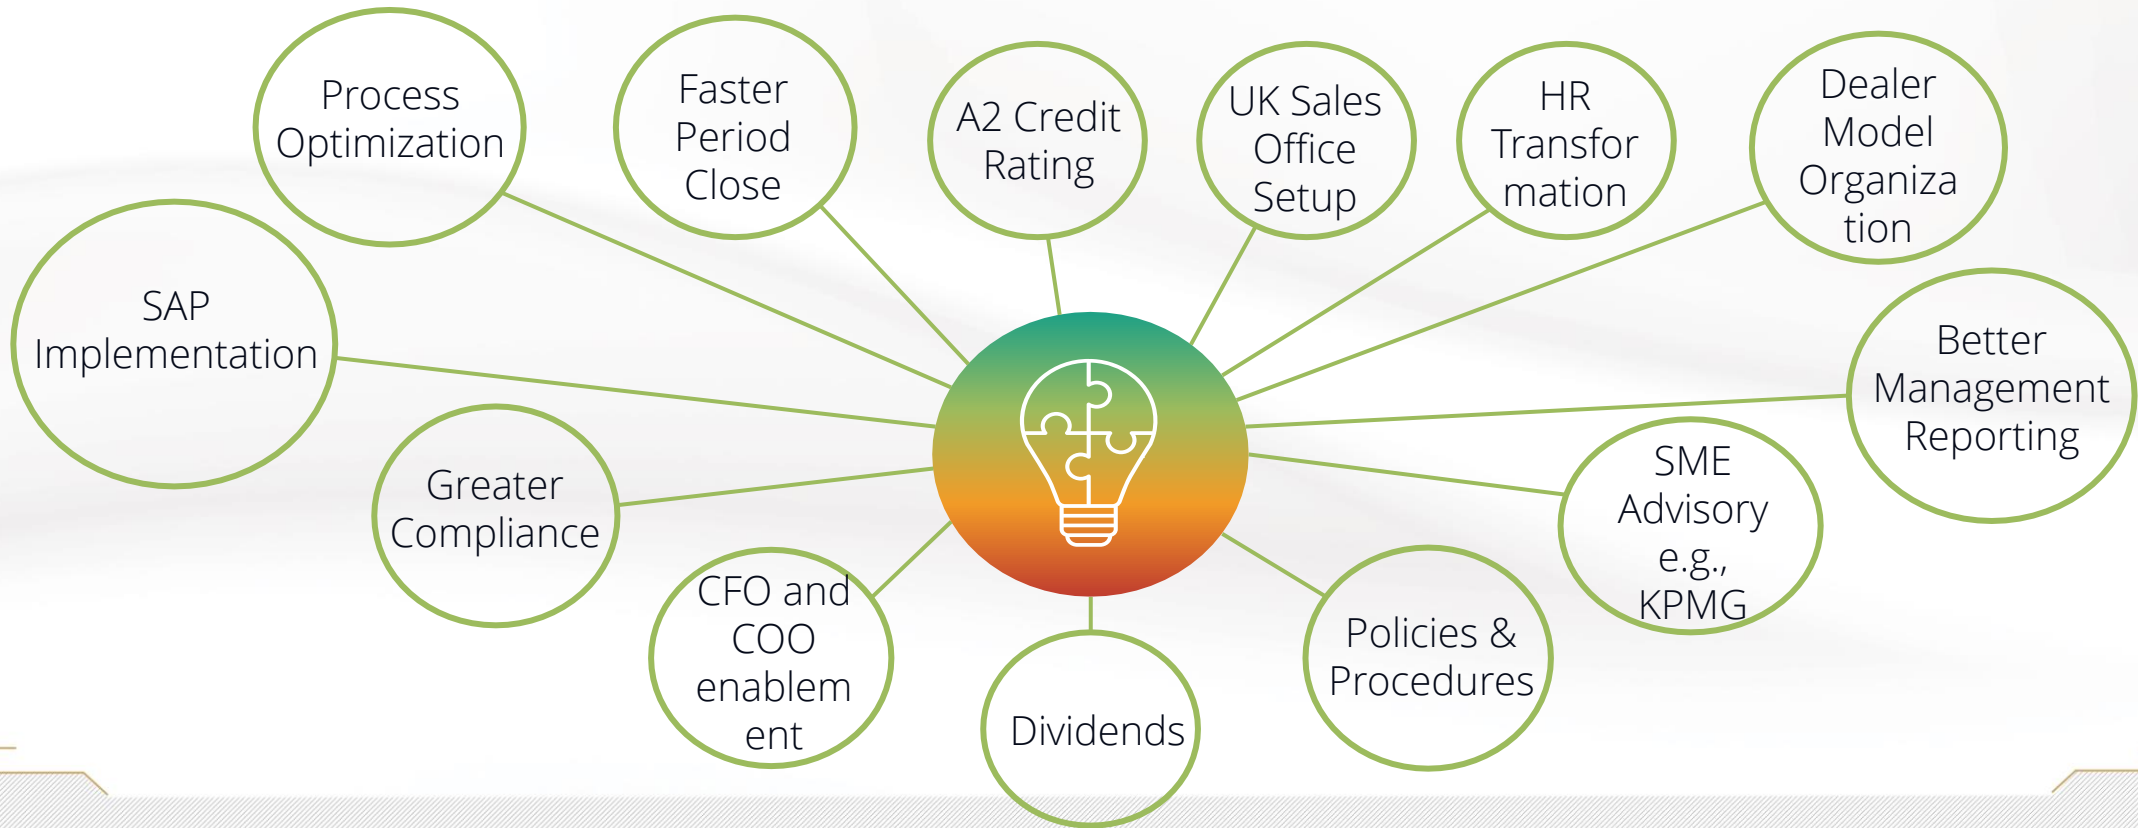 Process
Optimization
Faster
Period
Close
A2 Credit
Rating
UK Sales
Office
Setup
HR
Transfor
mation
Dealer
Model
Organiza
tion
SAP
Implementation
Better
Management
Reporting
Greater
Compliance
SME
Advisory
e.g.,
KPMG
CFO and
COO
enablem
ent
Dividends
Policies &
Procedures